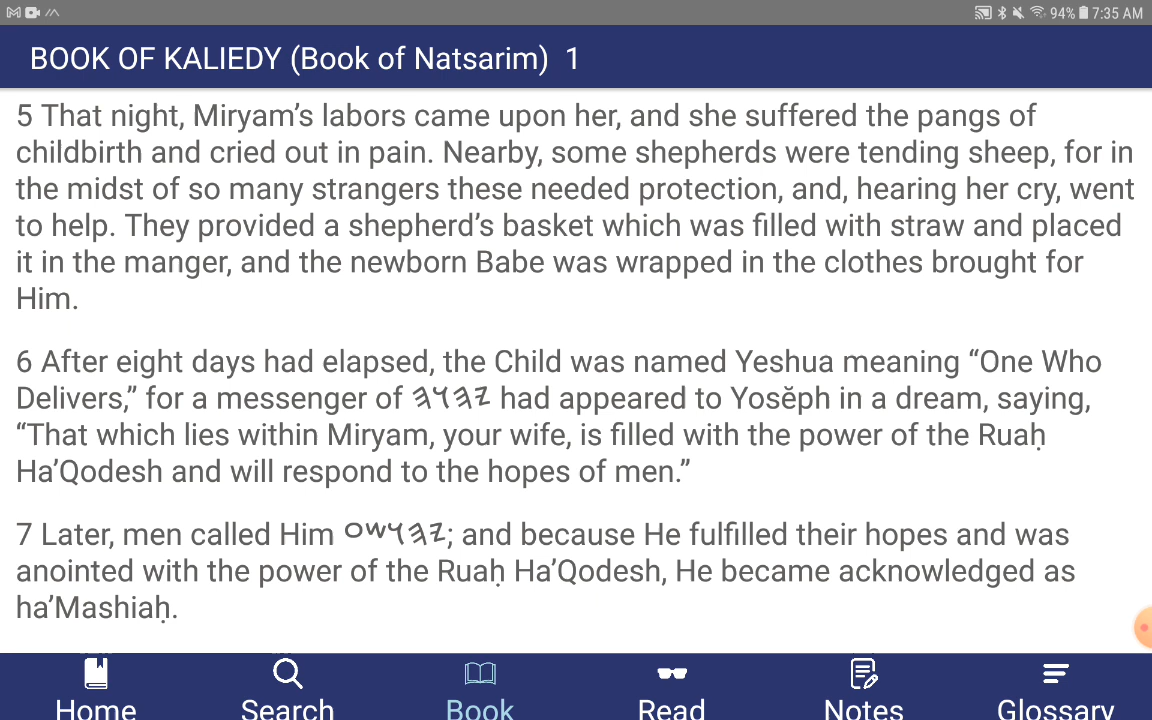 94% 7:35 AM
BOOK OF KALIEDY (Book of Natsarim) 1
5 That night, Miryam’s labors came upon her, and she suffered the pangs of
childbirth and cried out in pain. Nearby, some shepherds were tending sheep, for in
the midst of so many strangers these needed protection, and, hearing her cry, went
to help. They provided a shepherd’s basket which was filled with straw and placed
it in the manger, and the newborn Babe was wrapped in the clothes brought for
Him.
6 After eight days had elapsed, the Child was named Yeshua meaning “One Who
Delivers,” for a messenger of 𐤉𐤄𐤅𐤄 had appeared to Yosĕph in a dream, saying,
“That which lies within Miryam, your wife, is filled with the power of the Ruaḥ
Ha’Qodesh and will respond to the hopes of men.”
7 Later, men called Him 𐤉𐤄𐤅𐤔𐤏; and because He fulfilled their hopes and was
anointed with the power of the Ruaḥ Ha’Qodesh, He became acknowledged as
ha’Mashiaḥ.
Home Search Book Read Notes Glossary